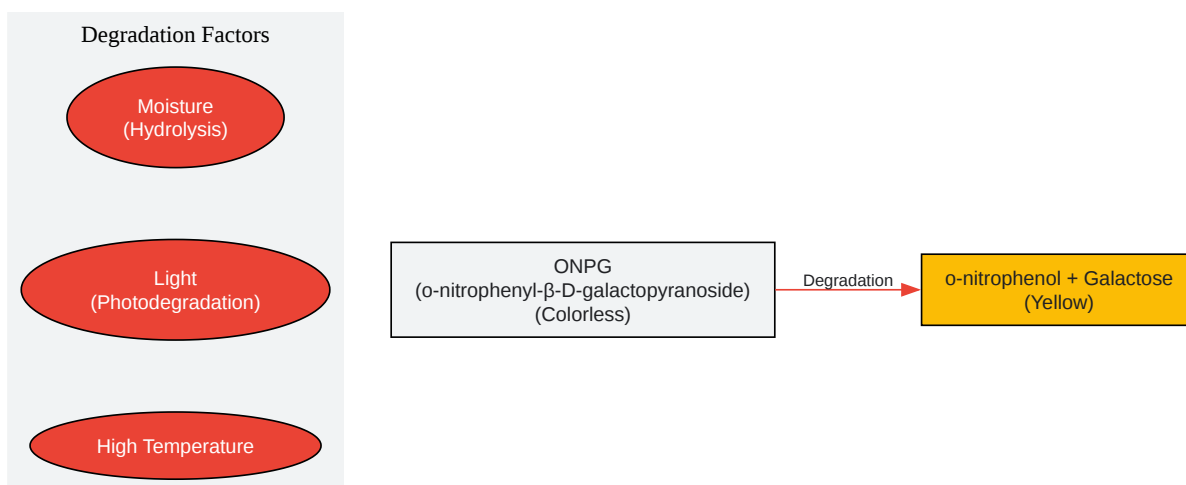 Degradation Factors
Moisture
(Hydrolysis)
Light
(Photodegradation)
High Temperature
ONPG
(o-nitrophenyl-β-D-galactopyranoside)
(Colorless)
Degradation
o-nitrophenol + Galactose
(Yellow)